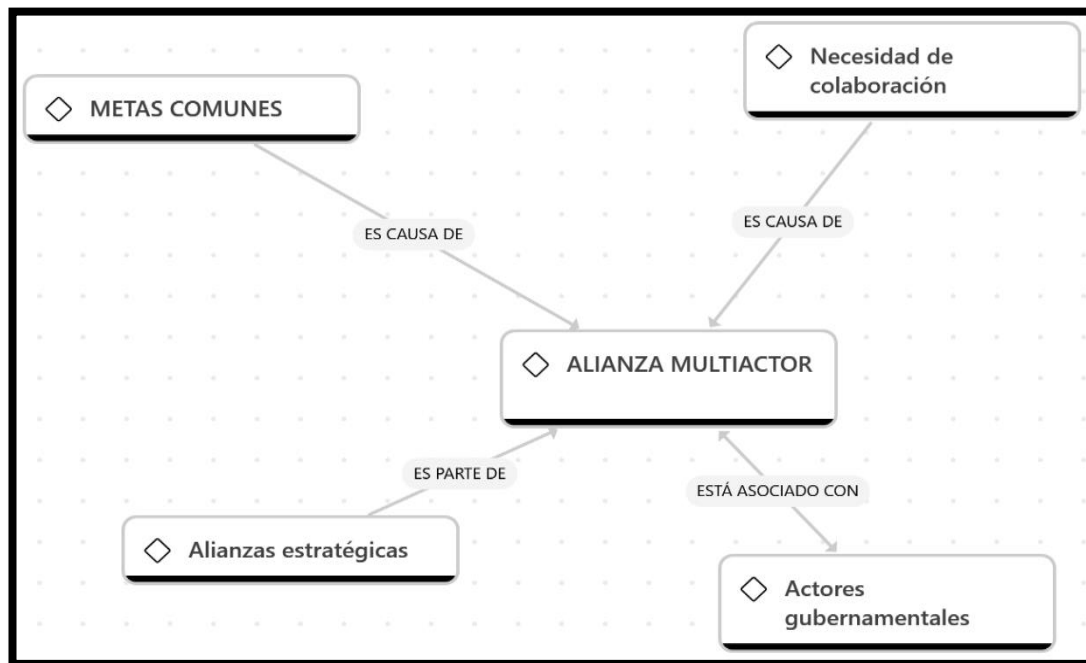 Necesidad de
colaboración
METAS COMUNES
ES CAUSA DE
ES CAUSA DE
ALIANZA MULTIACTOR
ES PARTE DE
ESTÁ ASOCIADO CON
Alianzas estratégicas
Actores
gubernamentales